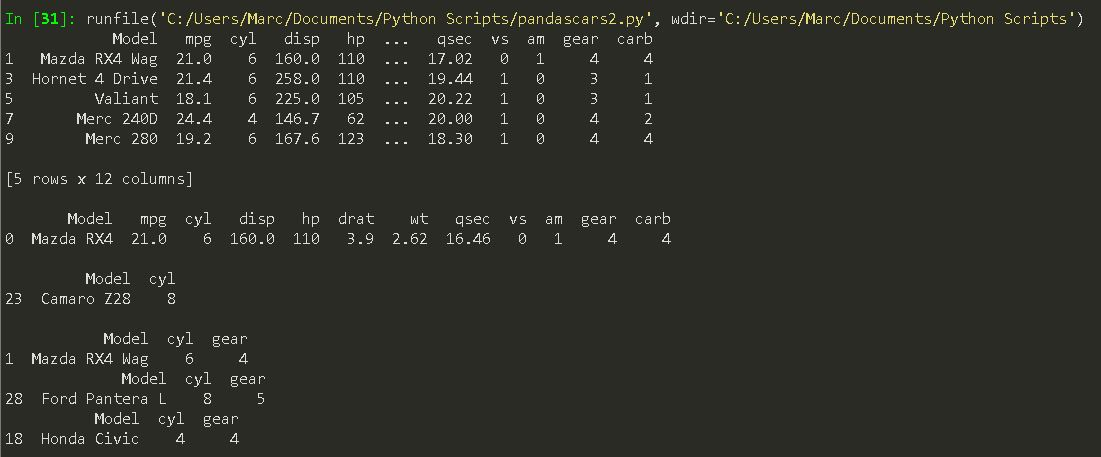 In [31]: runfile('C:/Users/Marc/Documents/Python Scripts/pandascars2.py', wdir='C:/Users/Marc/Documents/Python Scripts')
            Model   mpg  cyl   disp   hp  ...   qsec  vs  am  gear  carb
1   Mazda RX4 Wag  21.0    6  160.0  110  ...  17.02   0   1     4     4
3  Hornet 4 Drive  21.4    6  258.0  110  ...  19.44   1   0     3     1
5         Valiant  18.1    6  225.0  105  ...  20.22   1   0     3     1
7       Merc 240D  24.4    4  146.7   62  ...  20.00   1   0     4     2
9        Merc 280  19.2    6  167.6  123  ...  18.30   1   0     4     4
[5 rows x 12 columns]
       Model   mpg  cyl   disp   hp  drat    wt   qsec  vs  am  gear  carb
0  Mazda RX4  21.0    6  160.0  110   3.9  2.62  16.46   0   1     4     4
         Model  cyl
23  Camaro Z28    8
           Model  cyl  gear
1  Mazda RX4 Wag    6     4
             Model  cyl  gear
28  Ford Pantera L    8     5
          Model  cyl  gear
18  Honda Civic    4     4